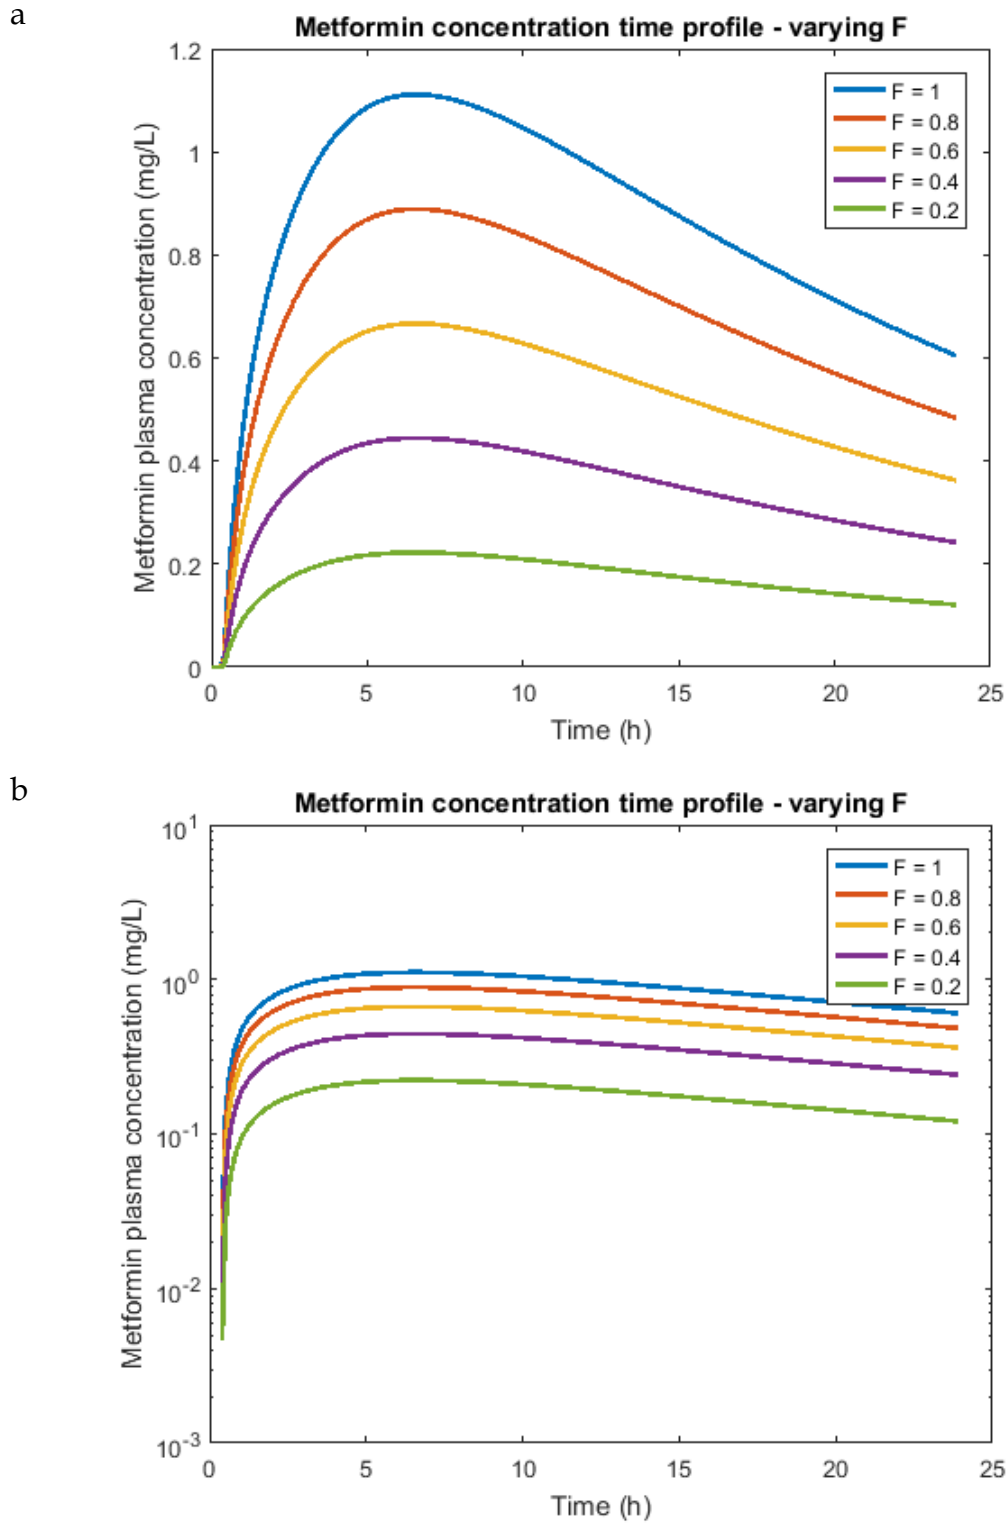 a
Metformin concentration time profile - varying F
Metformin plasma concentration (mg/L)
1.2
1
0.8
0.6
0.4
0.2
0
F = 1
F = 0.8
F = 0.6
F = 0.4
F = 0.2
0 5 10 15 20 25
Time (h)
b
Metformin concentration time profile - varying F
Metformin plasma concentration (mg/L)
10^1
10^0
10^-1
10^-2
10^-3
F = 1
F = 0.8
F = 0.6
F = 0.4
F = 0.2
0 5 10 15 20 25
Time (h)